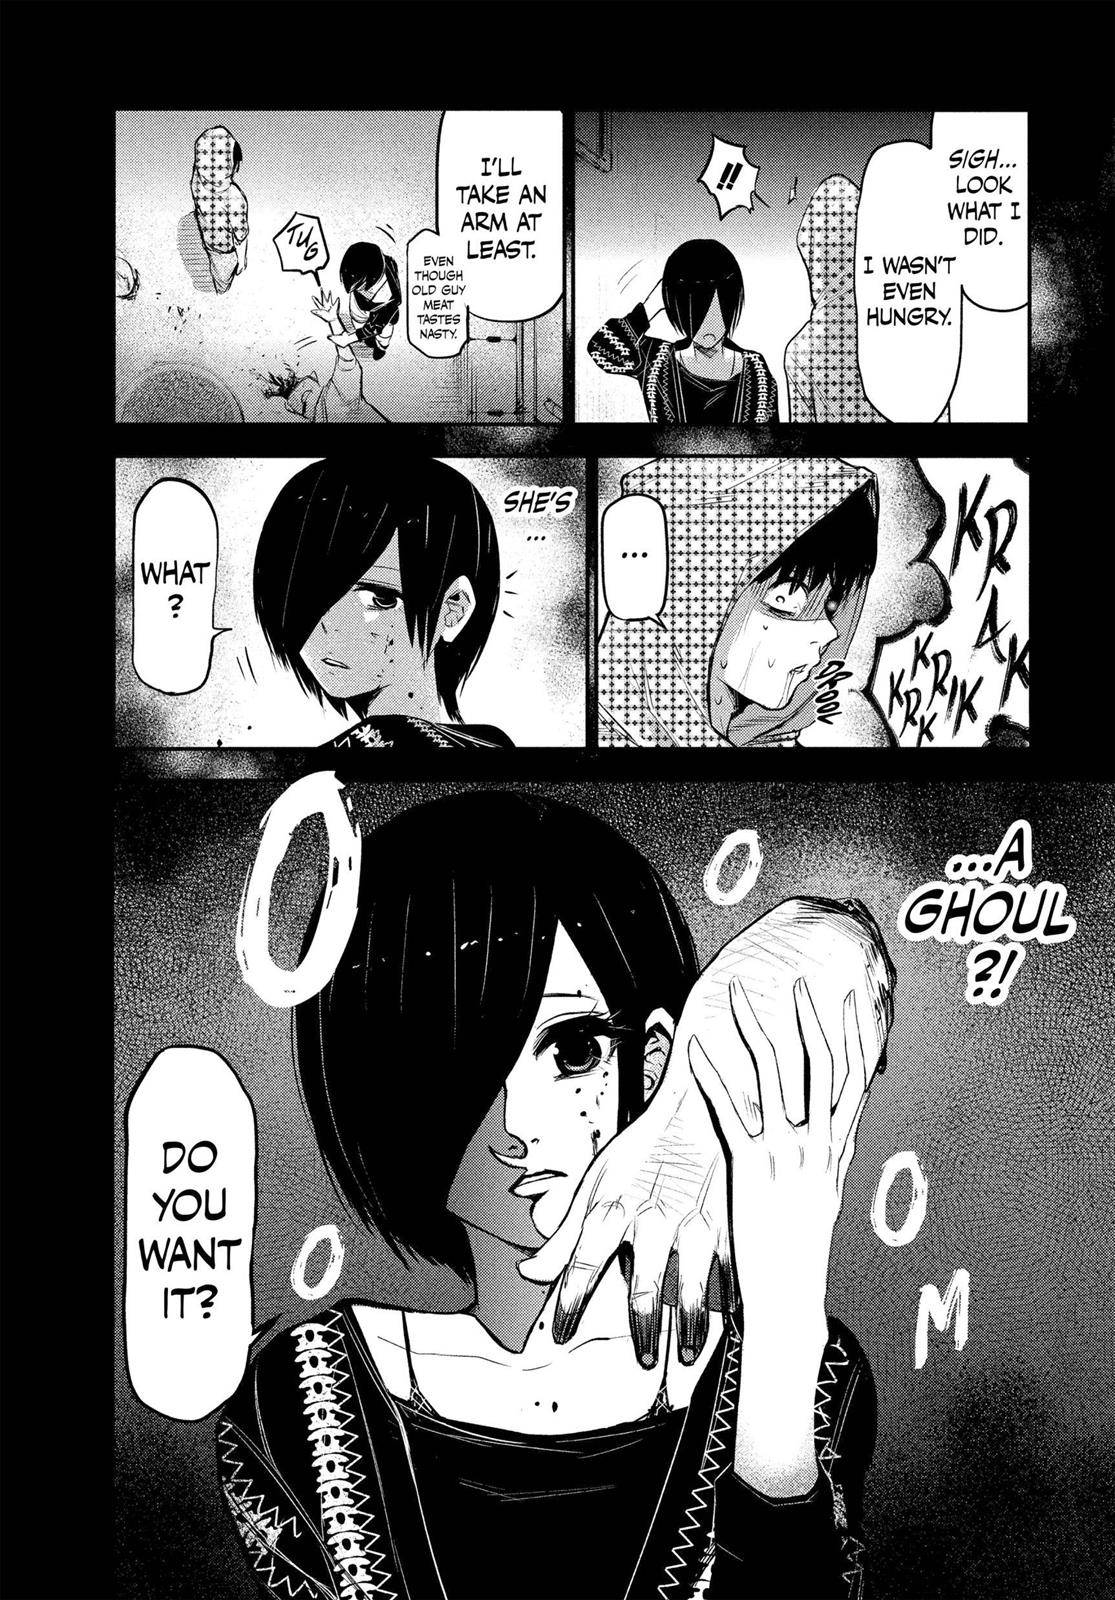 SIGH...
LOOK
WHAT I
DID.
I WASN'T
EVEN
HUNGRY.
!!
I'LL
TAKE AN
ARM AT
LEAST.
EVEN
THOUGH
OLD GUY
MEAT
TASTES
NASTY.
TUG
KRAK
KRIK
KRK
...
SHE'S
...
WHAT
?
...A
GHOUL
?!
OOOOM
DO
YOU
WANT
IT?